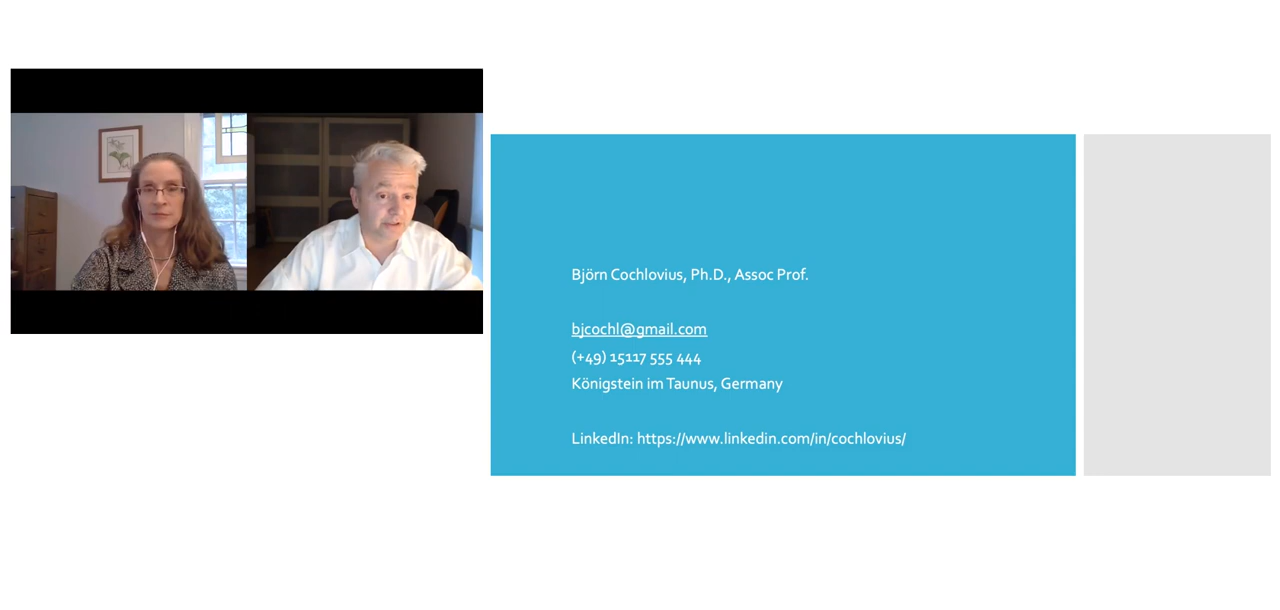 Björn Cochlovius, Ph.D., Assoc Prof.
bjcochl@gmail.com
(+49) 15117 555 444
Königstein im Taunus, Germany
LinkedIn: https://www.linkedin.com/in/cochlovius/